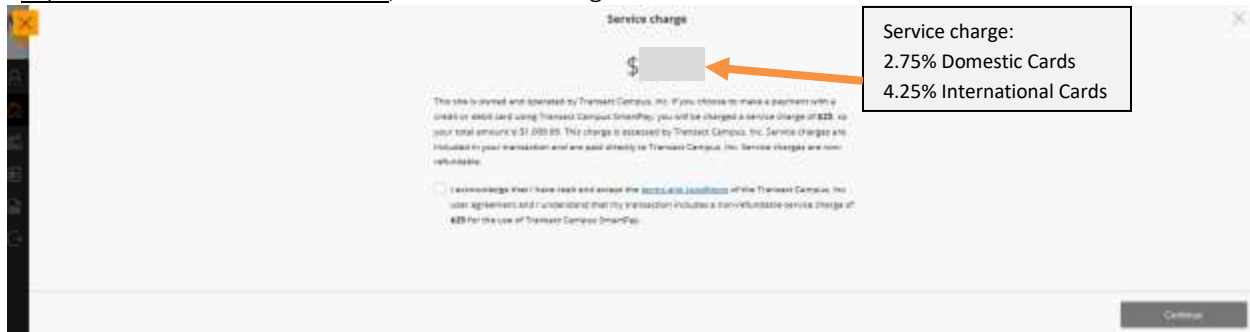 Service charge
$
Service charge:
2.75% Domestic Cards
4.25% International Cards
This site is owned and operated by Transact Campus, Inc. If you choose to make a payment with a
credit or debit card using Transact Campus SmartPay, you will be charged a service charge of $25, so
your total amount is This charge is assessed by Transact Campus, Inc. Service charges are
included in your transaction and are paid directly to Transact Campus, Inc. Service charges are non-
refundable.
I acknowledge that I have read and accept the terms and conditions of the Transact Campus, Inc
user agreement and I understand that my transaction includes a non-refundable service charge of
$25 for the use of Transact Campus SmartPay.
Continue